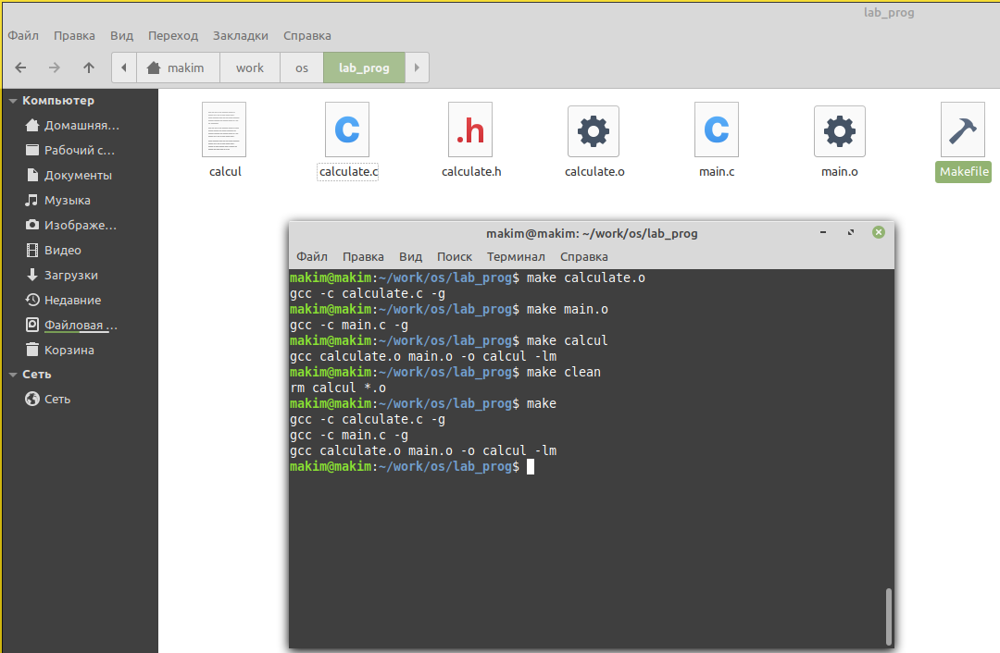 lab_prog
Файл Правка Вид Переход Закладки Справка
makim work os lab_prog
Компьютер
Домашняя...
Рабочий с...
Документы
Музыка
Изображе...
Видео
Загрузки
Недавние
Файловая ...
Корзина
Сеть
Сеть
C C
.h
calcul calculate.c calculate.h calculate.o main.c main.o Makefile
makim@makim: ~/work/os/lab_prog
Файл Правка Вид Поиск Терминал Справка
makim@makim:~/work/os/lab_prog$ make calculate.o
gcc -c calculate.c -g
makim@makim:~/work/os/lab_prog$ make main.o
gcc -c main.c -g
makim@makim:~/work/os/lab_prog$ make calcul
gcc calculate.o main.o -o calcul -lm
makim@makim:~/work/os/lab_prog$ make clean
rm calcul *.o
makim@makim:~/work/os/lab_prog$ make
gcc -c calculate.c -g
gcc -c main.c -g
gcc calculate.o main.o -o calcul -lm
makim@makim:~/work/os/lab_prog$